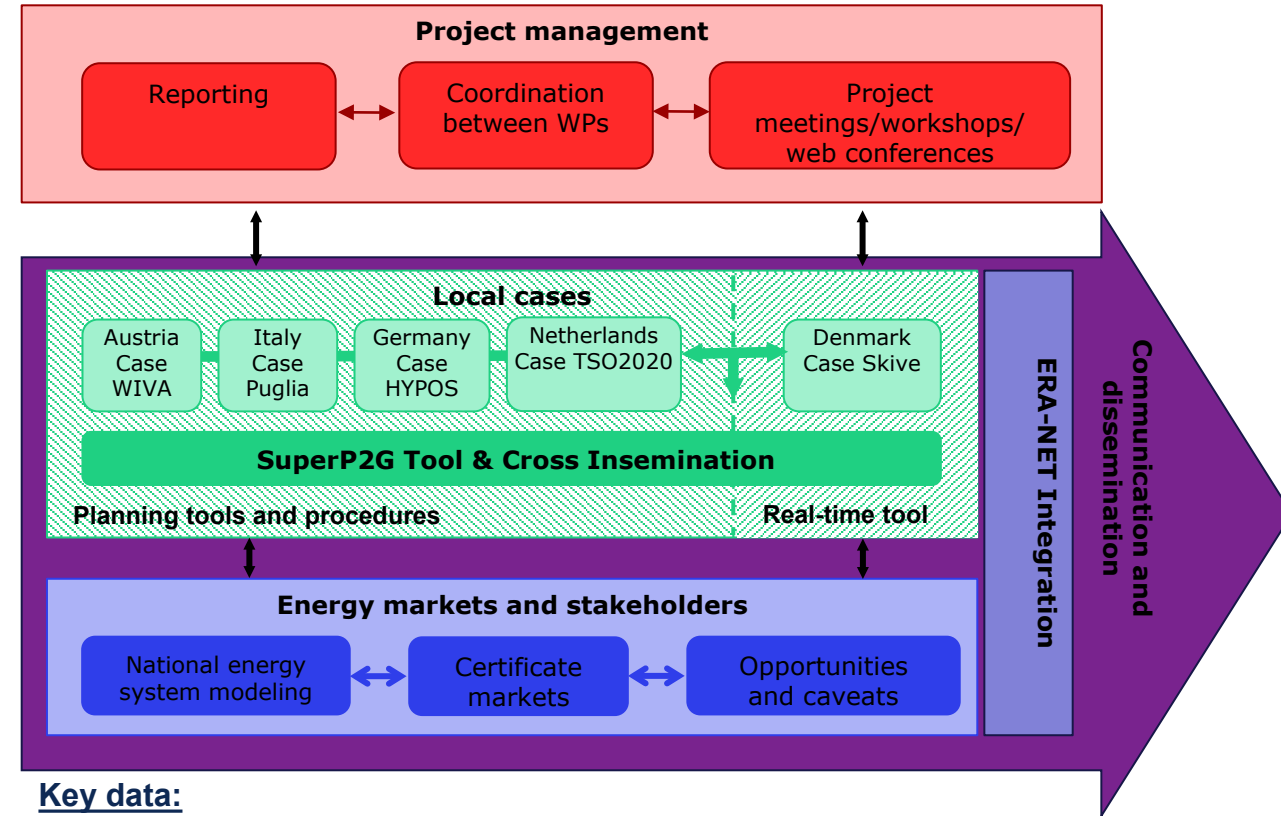 Project management
Reporting
Coordination
between WPs
Project
meetings/workshops/
web conferences
Local cases
Austria
Case
WIVA
Italy
Case
Puglia
Germany
Case
HYPOS
Netherlands
Case TSO2020
Denmark
Case Skive
SuperP2G Tool & Cross Insemination
Planning tools and procedures
Real-time tool
Energy markets and stakeholders
National energy
system modeling
Certificate
markets
Opportunities
and caveats
ERA-NET Integration
Communication and
dissemination
Key data: